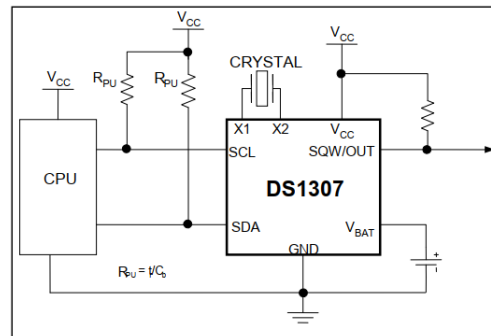 VCC
VCC
VCC
RPU
RPU
CRYSTAL
X1
X2
VCC
SCL
SQW/OUT
CPU
DS1307
SDA
VBAT
GND
RPU = tr/Cb
+